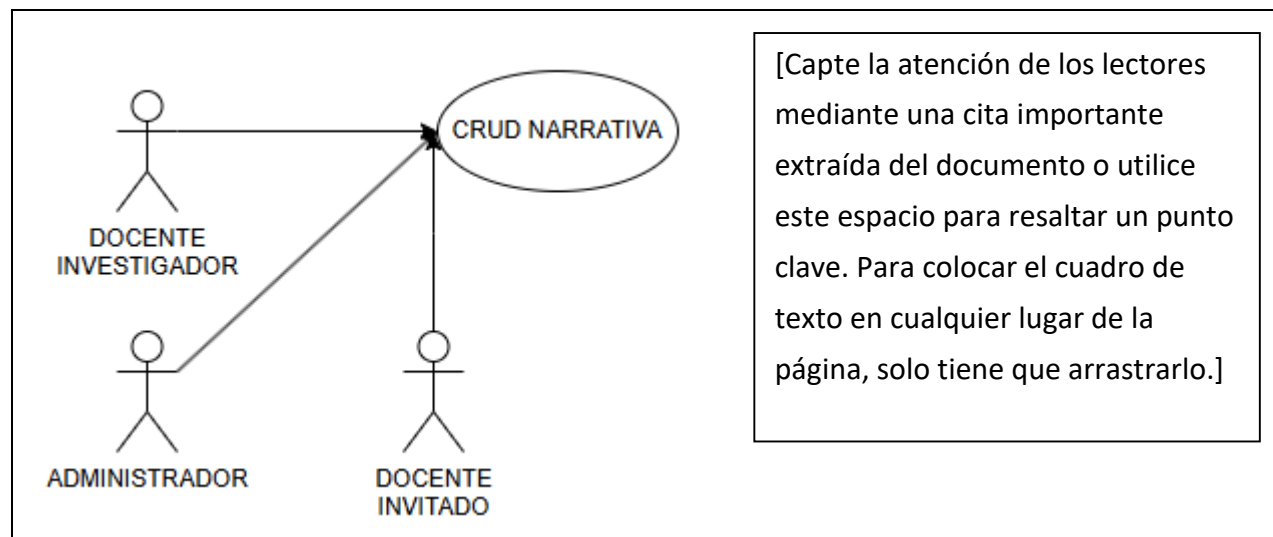 CRUD NARRATIVA
DOCENTE
INVESTIGADOR
ADMINISTRADOR
DOCENTE
INVITADO
[Capte la atención de los lectores
mediante una cita importante
extraída del documento o utilice
este espacio para resaltar un punto
clave. Para colocar el cuadro de
texto en cualquier lugar de la
página, solo tiene que arrastrarlo.]